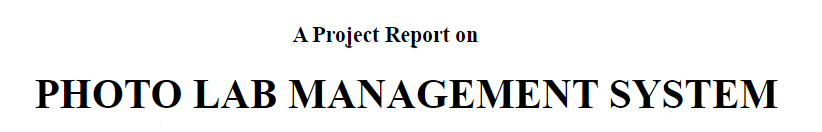 A Project Report on
PHOTO LAB MANAGEMENT SYSTEM